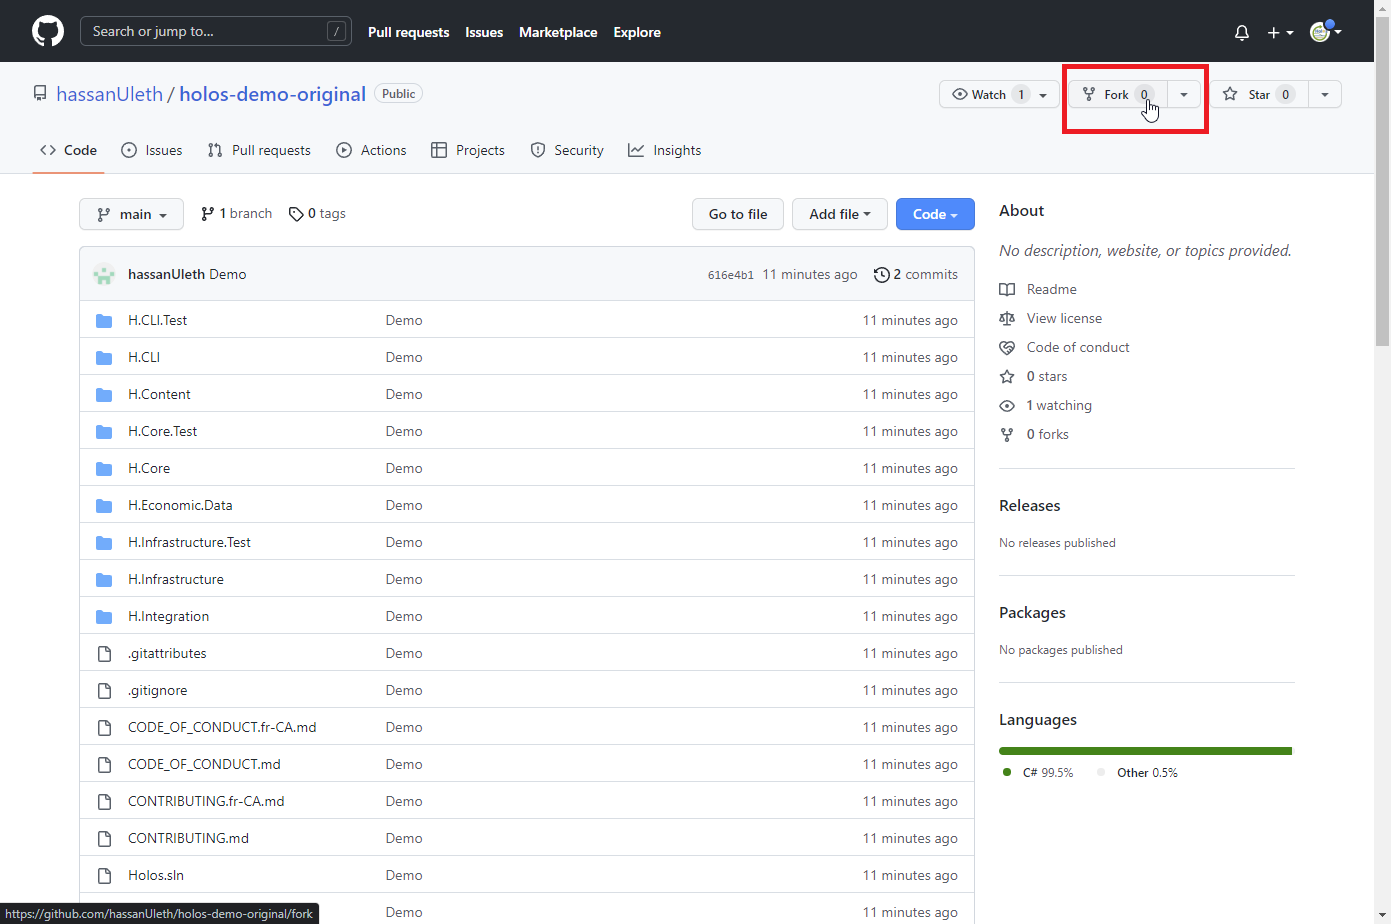 Search or jump to... /
Pull requests Issues Marketplace Explore
hassanUleth / holos-demo-original Public
Watch 1 Fork 0 Star 0
Code Issues Pull requests Actions Projects Security Insights
main 1 branch 0 tags Go to file Add file Code
hassanUleth Demo 616e4b1 11 minutes ago 2 commits
H.CLI.Test Demo 11 minutes ago
H.CLI Demo 11 minutes ago
H.Content Demo 11 minutes ago
H.Core.Test Demo 11 minutes ago
H.Core Demo 11 minutes ago
H.Economic.Data Demo 11 minutes ago
H.Infrastructure.Test Demo 11 minutes ago
H.Infrastructure Demo 11 minutes ago
H.Integration Demo 11 minutes ago
.gitattributes Demo 11 minutes ago
.gitignore Demo 11 minutes ago
CODE_OF_CONDUCT.fr-CA.md Demo 11 minutes ago
CODE_OF_CONDUCT.md Demo 11 minutes ago
CONTRIBUTING.fr-CA.md Demo 11 minutes ago
CONTRIBUTING.md Demo 11 minutes ago
Holos.sln Demo 11 minutes ago
Demo 11 minutes ago
About
No description, website, or topics provided.
Readme
View license
Code of conduct
0 stars
1 watching
0 forks
Releases
No releases published
Packages
No packages published
Languages
C# 99.5% Other 0.5%
https://github.com/hassanUleth/holos-demo-original/fork